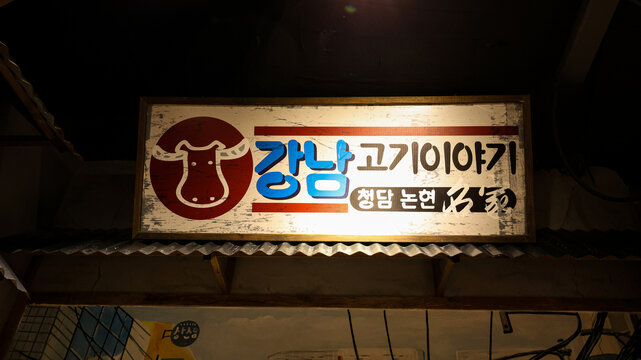 강남 고기이야기
청담 논현 名家